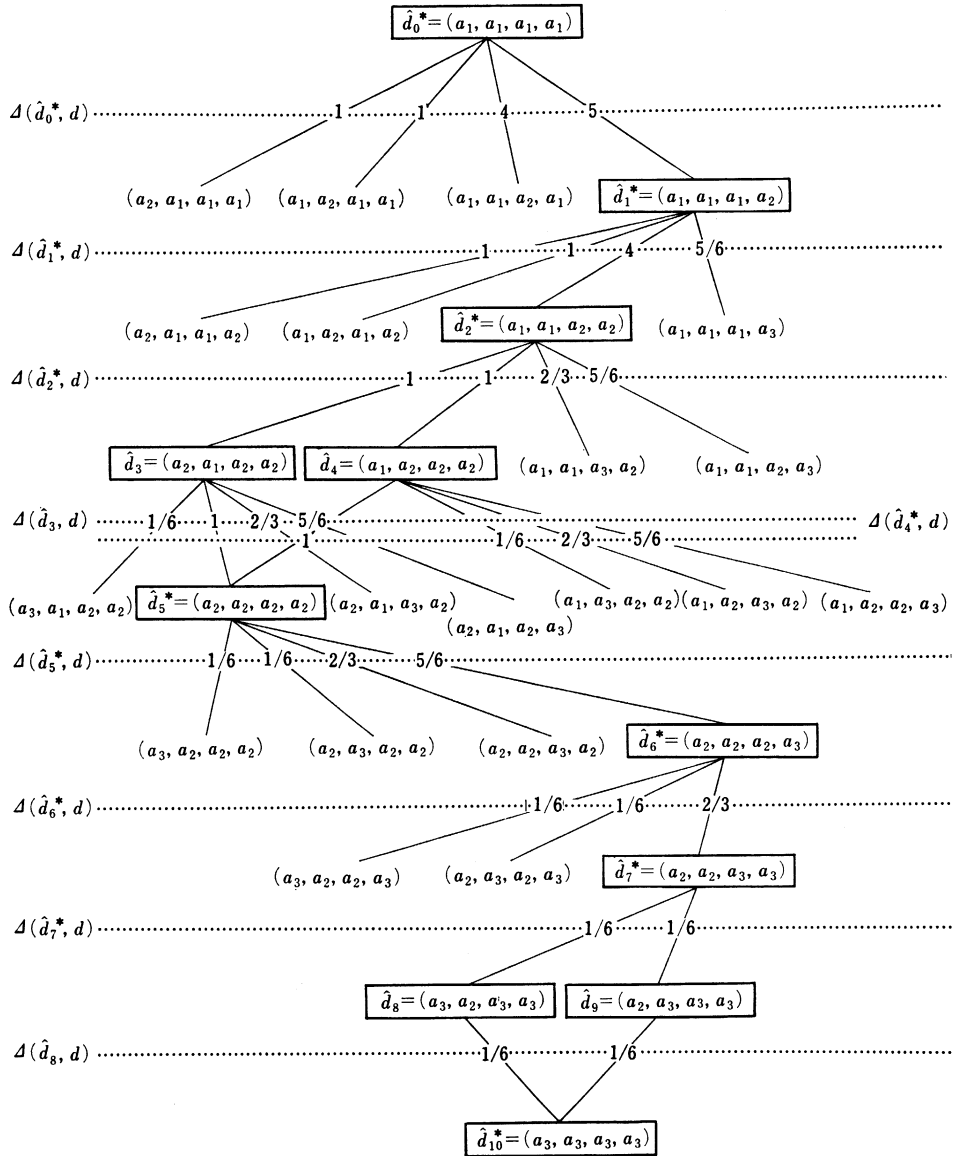 d̂₀*=(a₁, a₁, a₁, a₁)
Δ(d̂₀*, d) 1 1 4 5
(a₂, a₁, a₁, a₁) (a₁, a₂, a₁, a₁) (a₁, a₁, a₂, a₁) d̂₁*=(a₁, a₁, a₁, a₂)
Δ(d̂₁*, d) 1 1 4 5/6
(a₂, a₁, a₁, a₂) (a₁, a₂, a₁, a₂) d̂₂*=(a₁, a₁, a₂, a₂) (a₁, a₁, a₁, a₃)
Δ(d̂₂*, d) 1 1 2/3 5/6
d̂₃=(a₂, a₁, a₂, a₂) d̂₄=(a₁, a₂, a₂, a₂) (a₁, a₁, a₃, a₂) (a₁, a₁, a₂, a₃)
Δ(d̂₃, d) 1/6 1 2/3 5/6 Δ(d̂₄*, d)
1 1/6 2/3 5/6
(a₃, a₁, a₂, a₂) d̂₅*=(a₂, a₂, a₂, a₂) (a₂, a₁, a₃, a₂) (a₁, a₃, a₂, a₂) (a₁, a₂, a₃, a₂) (a₁, a₂, a₂, a₃)
(a₂, a₁, a₂, a₃)
Δ(d̂₅*, d) 1/6 1/6 2/3 5/6
(a₃, a₂, a₂, a₂) (a₂, a₃, a₂, a₂) (a₂, a₂, a₃, a₂) d̂₆*=(a₂, a₂, a₂, a₃)
Δ(d̂₆*, d) 1/6 1/6 2/3
(a₃, a₂, a₂, a₃) (a₂, a₃, a₂, a₃) d̂₇*=(a₂, a₂, a₃, a₃)
Δ(d̂₇*, d) 1/6 1/6
d̂₈=(a₃, a₂, a₃, a₃) d̂₉=(a₂, a₃, a₃, a₃)
Δ(d̂₈, d) 1/6 1/6
d̂₁₀*=(a₃, a₃, a₃, a₃)